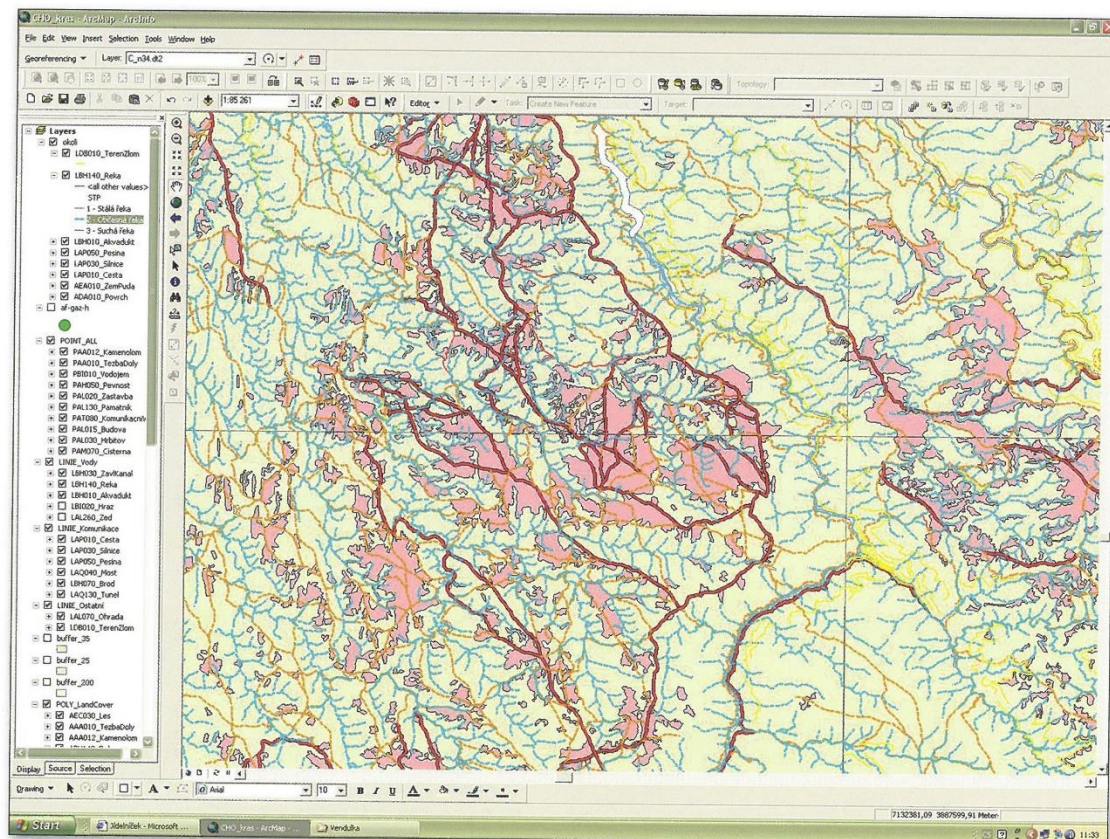 CHO_kras - ArcMap - ArcInfo
File Edit View Insert Selection Tools Window Help
Georeferencing Layer: C_n34.dt2
100% Topology:
1:85 261 Editor Task: Create New Feature Target:
Layers
okolí
LDB010_TerenZlom
LBH140_Reka
<all other values>
STP
1 - Stálá řeka
2 - Občasná řeka
3 - Suchá řeka
LBH010_Akvadukt
LAP050_Pesina
LAP030_Silnice
LAP010_Cesta
AEA010_ZemPuda
ADA010_Povrch
af-gaz-h
POINT_ALL
PAA012_Kamenolom
PAA010_TezbaDoly
PBI010_Vodojem
PAH050_Pevnost
PAL020_Zastavba
PAL130_Pamatnik
PAT080_Komunikacni
PAL015_Budova
PAL030_Hrbitov
PAM070_Cisterna
LINIE_Vody
LBH030_ZavlKanal
LBH140_Reka
LBH010_Akvadukt
LBI020_Hraz
LAL260_Zed
LINIE_Komunikace
LAP010_Cesta
LAP030_Silnice
LAP050_Pesina
LAQ040_Most
LBH070_Brod
LAQ130_Tunel
LINIE_Ostatní
LAL070_Ohrada
LDB010_TerenZlom
buffer_35
buffer_25
buffer_200
POLY_LandCover
AEC030_Les
AAA010_TezbaDoly
AAA012_Kamenolom
Display Source Selection
Drawing A Arial 10 B I U A
7132381,09 3887599,91 Meter
Start Jídelníček - Microsoft ... CHO_kras - ArcMap - ... Vendulka 11:33